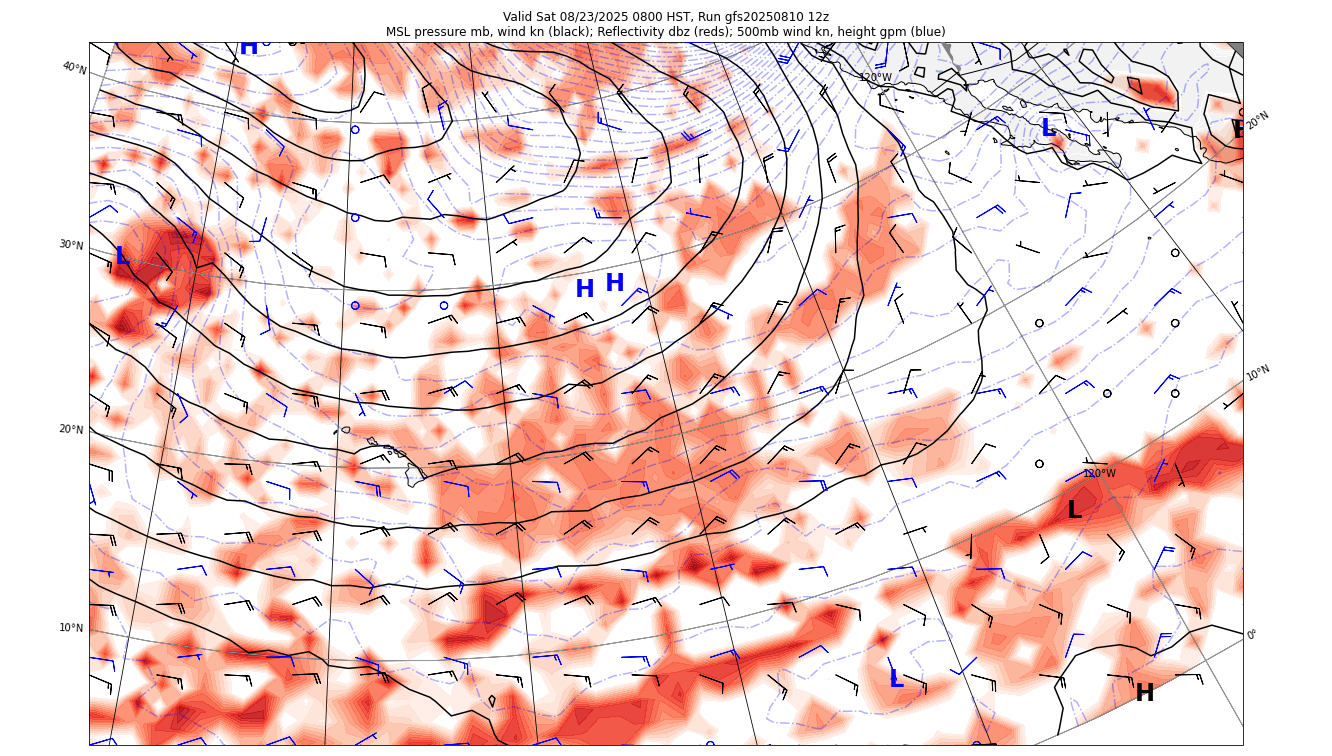 Valid Sat 08/23/2025 0800 HST, Run gfs20250810 12z
MSL pressure mb, wind kn (black); Reflectivity dbz (reds); 500mb wind kn, height gpm (blue)
H
40°N
120°W
L
20°N
30°N
L
H H
10°N
20°N
120°W
L
10°N
0°
L
H